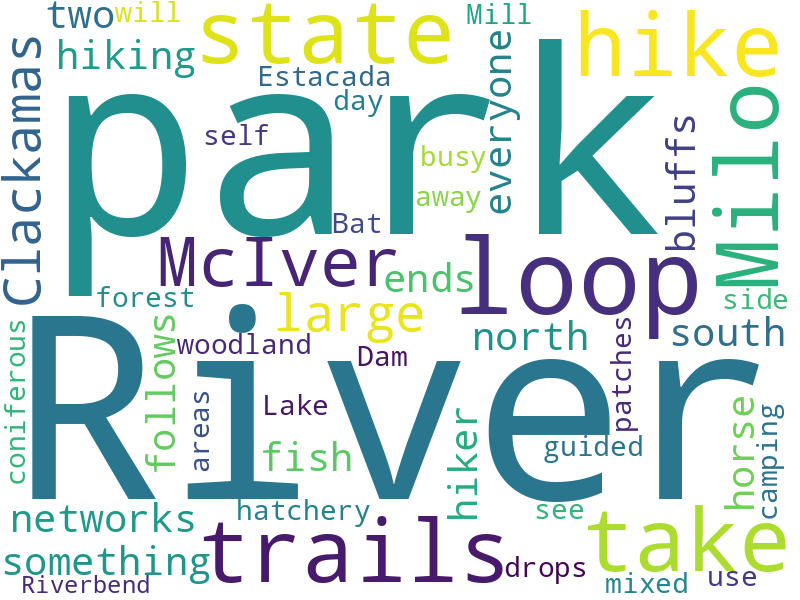 two
will
state
Mill
hike
hiking
Estacada
day
everyone
Clackamas
park
self
busy
away
Bat
bluffs
Milo
McIver
loop
ends
forest
large
side
north
south
woodland
Dam
follows
coniferous
areas
Lake
patches
River
fish
hiker
guided
horse
camping
networks
hatchery
see
trails
take
something
drops
Riverbend
mixed
use